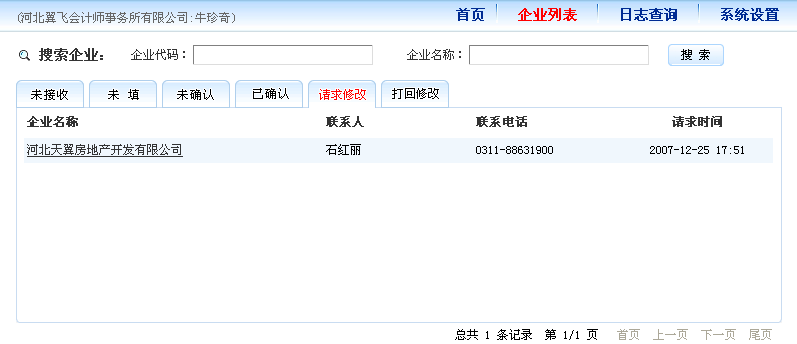 (河北翼飞会计师事务所有限公司:牛珍奇) 首页 企业列表 日志查询 系统设置
搜索企业: 企业代码： 企业名称： 搜 索
未接收 未 填 未确认 已确认 请求修改 打回修改
企业名称 联系人 联系电话 请求时间
河北天翼房地产开发有限公司 石红丽 0311-88631900 2007-12-25 17:51
总共 1 条记录 第 1/1 页 首页 上一页 下一页 尾页